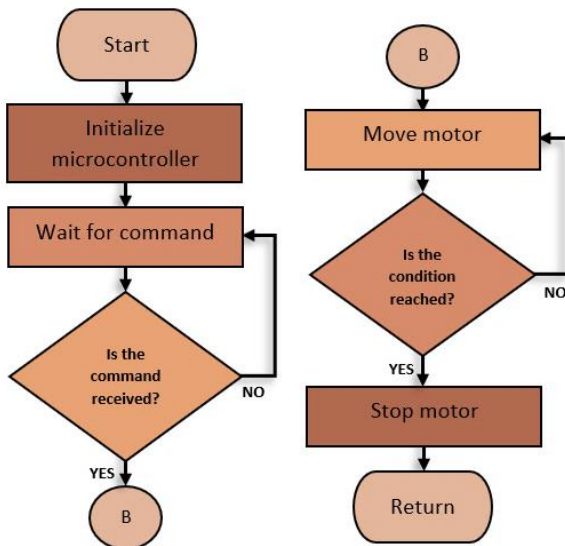 Start
Initialize
microcontroller
Wait for command
Is the
command
received?
NO
YES
B
B
Move motor
Is the
condition
reached?
NO
YES
Stop motor
Return